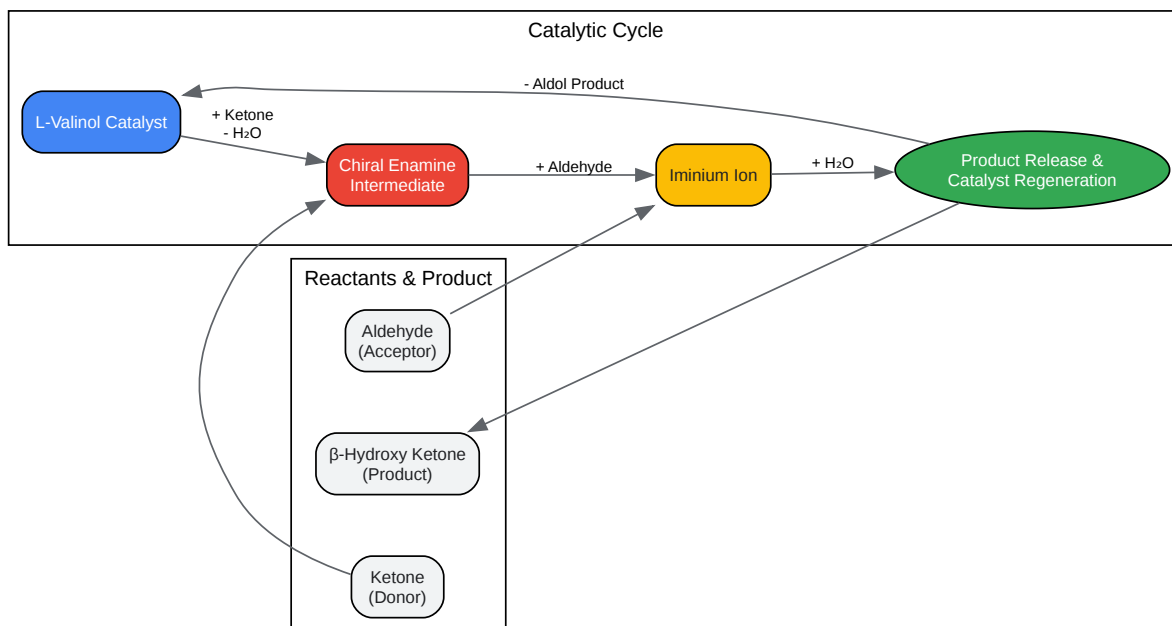 Catalytic Cycle
- Aldol Product
L-Valinol Catalyst
+ Ketone
- H₂O
Chiral Enamine
Intermediate
+ Aldehyde
Iminium Ion
+ H₂O
Product Release &
Catalyst Regeneration
Reactants & Product
Aldehyde
(Acceptor)
β-Hydroxy Ketone
(Product)
Ketone
(Donor)